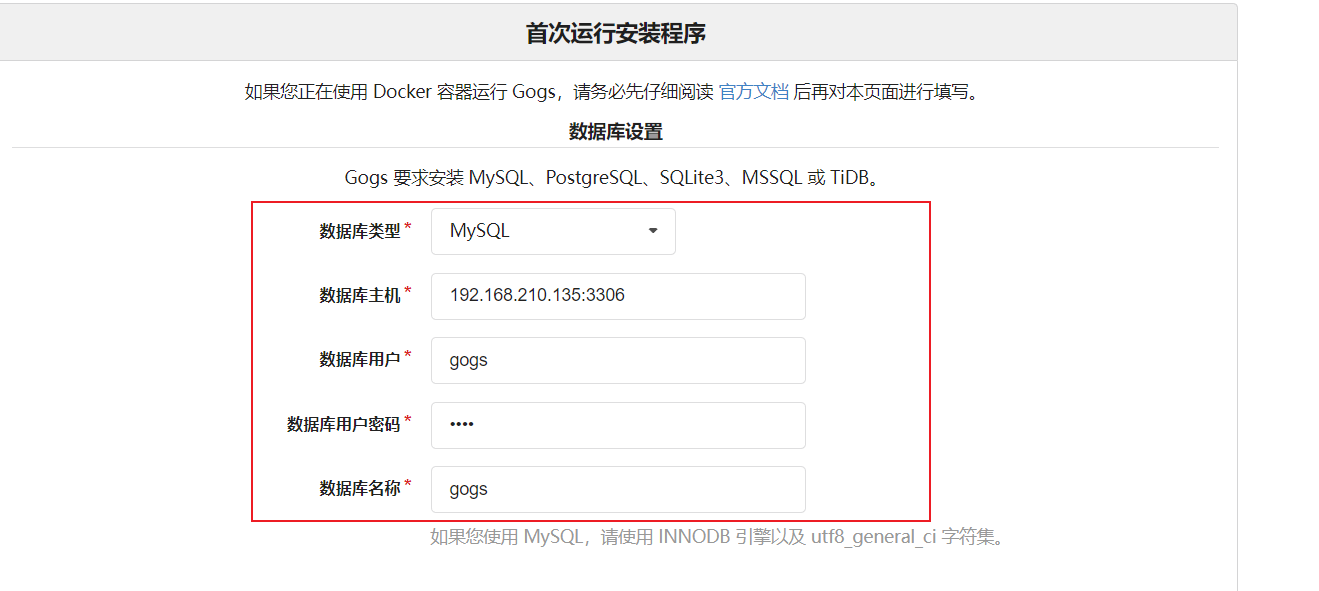 首次运行安装程序
如果您正在使用 Docker 容器运行 Gogs，请务必先仔细阅读 官方文档 后再对本页面进行填写。
数据库设置
Gogs 要求安装 MySQL、PostgreSQL、SQLite3、MSSQL 或 TiDB。
数据库类型* MySQL
数据库主机* 192.168.210.135:3306
数据库用户* gogs
数据库用户密码* ••••
数据库名称* gogs
如果您使用 MySQL，请使用 INNODB 引擎以及 utf8_general_ci 字符集。